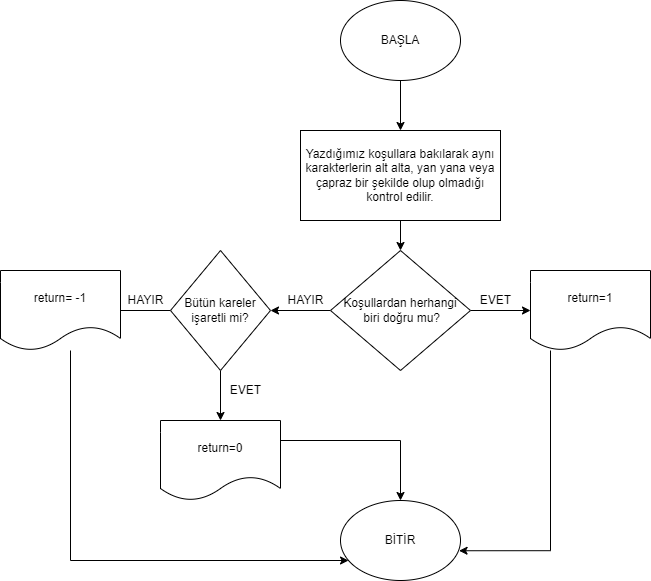 BAŞLA
Yazdığımız koşullara bakılarak aynı
karakterlerin alt alta, yan yana veya
çapraz bir şekilde olup olmadığı
kontrol edilir.
return= -1
HAYIR
Bütün kareler
işaretli mi?
HAYIR
Koşullardan herhangi
biri doğru mu?
EVET
return=1
EVET
return=0
BİTİR